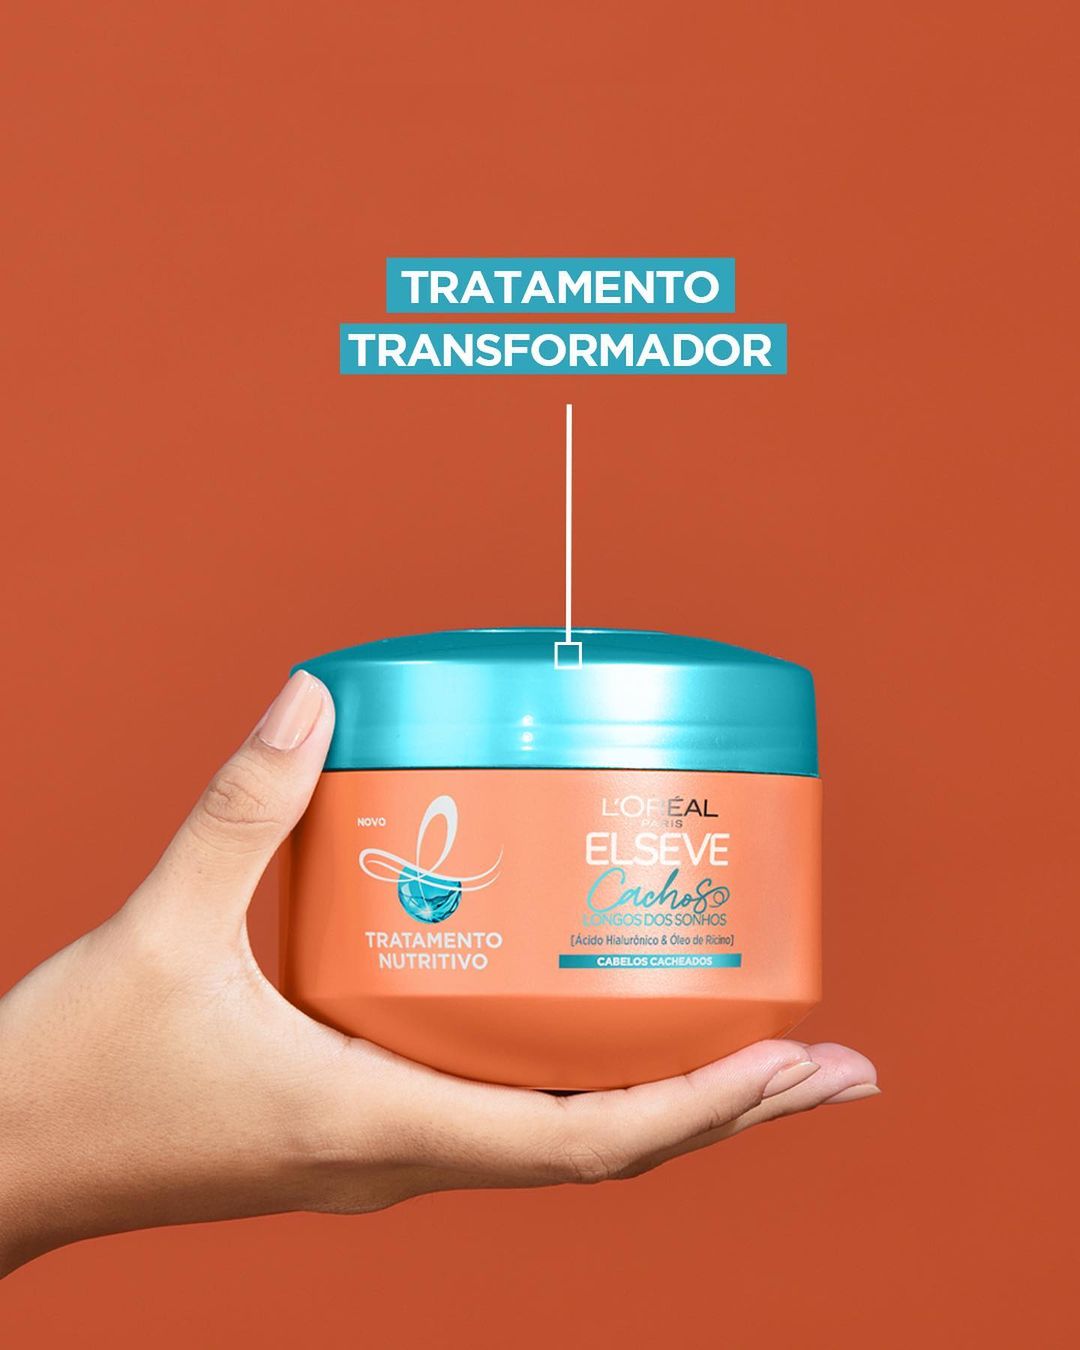 TRATAMENTO
TRANSFORMADOR
NOVO
TRATAMENTO
NUTRITIVO
L'ORÉAL
PARIS
ELSEVE
Cachos
LONGOS DOS SONHOS
[Ácido Hialurônico & Óleo de Rícino]
CABELOS CACHEADOS